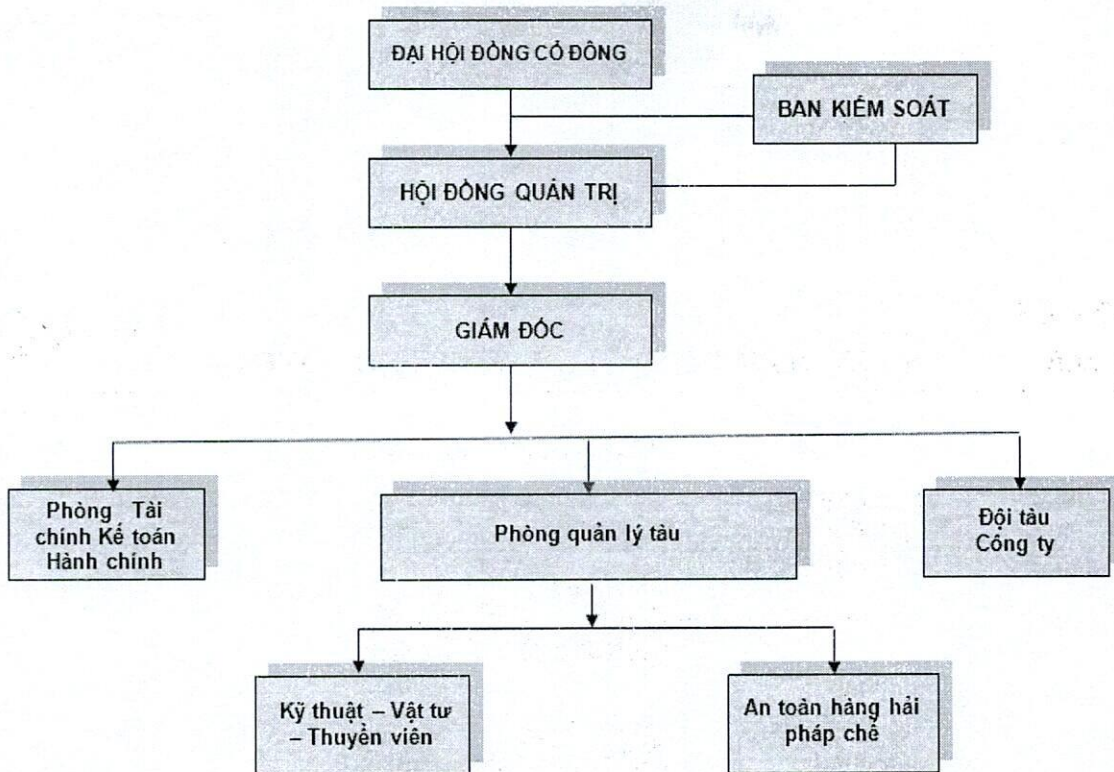 ĐẠI HỘI ĐỒNG CỔ ĐÔNG
BAN KIỂM SOÁT
HỘI ĐỒNG QUẢN TRỊ
GIÁM ĐỐC
Phòng Tài
chính Kế toán
Hành chính
Phòng quản lý tàu
Đội tàu
Công ty
Kỹ thuật – Vật tư
– Thuyền viên
An toàn hàng hải
pháp chế